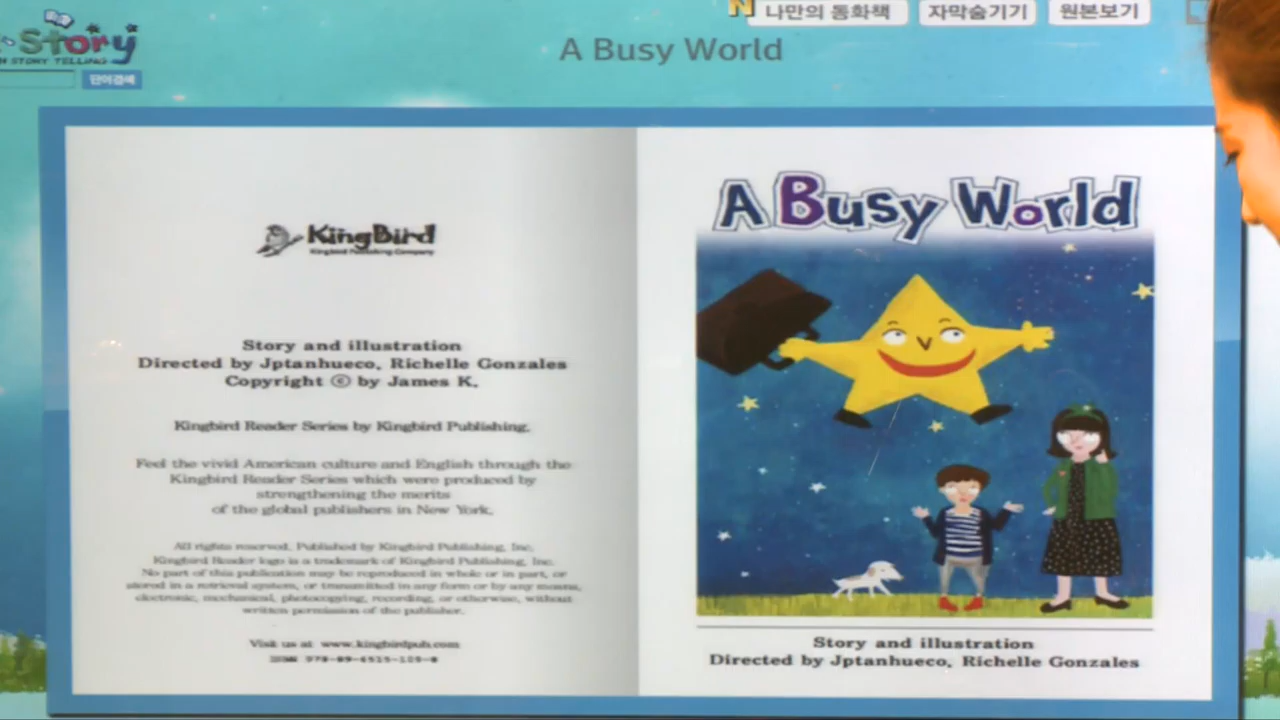 Story
N STORY TELLING
단어검색
N
나만의 동화책
자막숨기기
원본보기
A Busy World
KingBird
Kingbird Publishing Company
Story and illustration
Directed by Jptanhueco, Richelle Gonzales
Copyright ⓒ by James K.
Kingbird Reader Series by Kingbird Publishing.
Feel the vivid American culture and English through the
Kingbird Reader Series which were produced by
strengthening the merits
of the global publishers in New York.
All rights reserved. Published by Kingbird Publishing, Inc.
Kingbird Reader logo is a trademark of Kingbird Publishing, Inc.
No part of this publication may be reproduced in whole or in part, or
stored in a retrieval system, or transmitted in any form or by any means,
electronic, mechanical, photocopying, recording, or otherwise, without
written permission of the publisher.
Visit us at www.kingbirdpub.com
A Busy World
Story and illustration
Directed by Jptanhueco, Richelle Gonzales